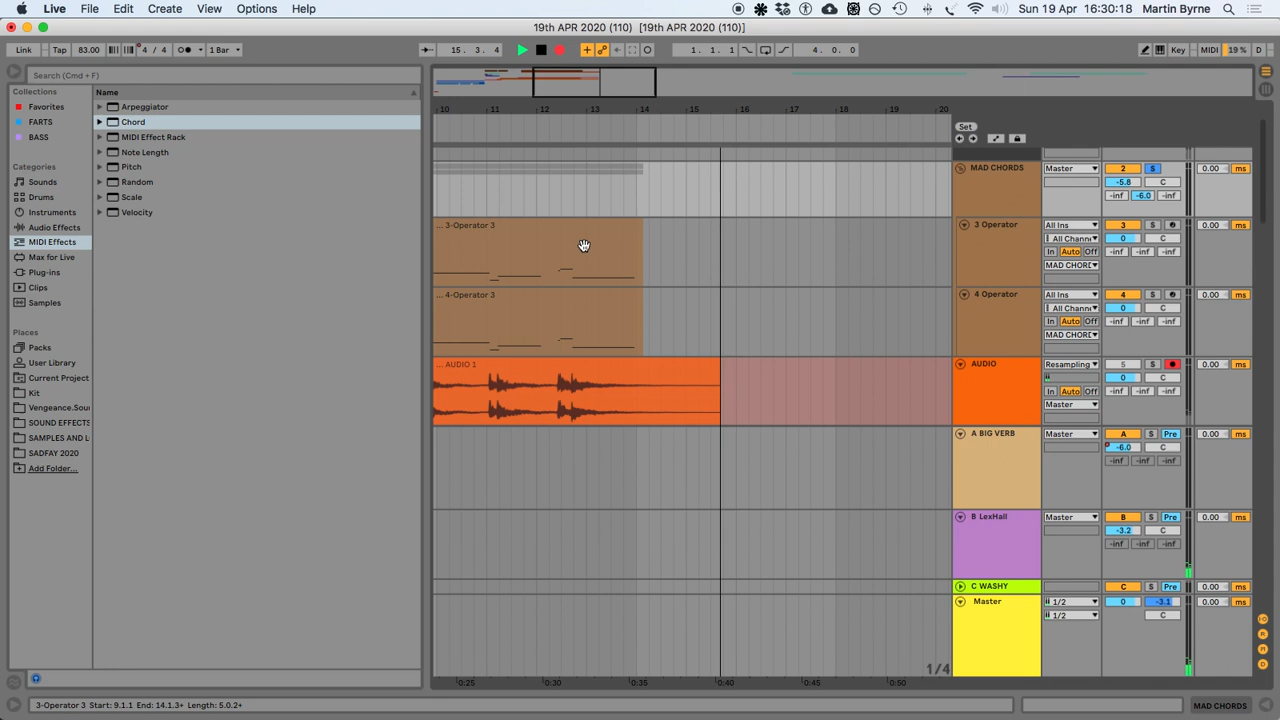 Live File Edit Create View Options Help Sun 19 Apr 16:30:18 Martin Byrne
19th APR 2020 (110) [19th APR 2020 (110)]
Link Tap 83.00 4 / 4 1 Bar 15. 3. 4 1. 1. 1 4. 0. 0 Key MIDI 19 % D
Search (Cmd + F)
Collections
Favorites
FARTS
BASS
Categories
Sounds
Drums
Instruments
Audio Effects
MIDI Effects
Max for Live
Plug-ins
Clips
Samples
Places
Packs
User Library
Current Project
Kit
Vengeance.Sou
SOUND EFFECTS
SAMPLES AND L
SADFAY 2020
Add Folder...
Name
Arpeggiator
Chord
MIDI Effect Rack
Note Length
Pitch
Random
Scale
Velocity
10 11 12 13 14 15 16 17 18 19 20
Set
MAD CHORDS Master 2 S 0.00 ms
-5.8 C
-inf -6.0 -inf
... 3-Operator 3 3 Operator All Ins 3 S 0.00 ms
All Chann 0 C
In Auto Off -inf -inf -inf
MAD CHORD
... 4-Operator 3 4 Operator All Ins 4 S 0.00 ms
All Chann 0 C
In Auto Off -inf -inf -inf
MAD CHORD
... AUDIO 1 AUDIO Resampling 5 S 0.00 ms
0 C
In Auto Off -inf -inf -inf
Master
A BIG VERB Master A S Pre 0.00 ms
-6.0 C
-inf -inf -inf
B LexHall Master B S Pre 0.00 ms
-3.2 C
-inf -inf -inf
C WASHY C S Pre 0.00 ms
Master 1/2 0 -3.1 0.00 ms
1/2 C
1/4
0:25 0:30 0:35 0:40 0:45 0:50
3-Operator 3 Start: 9.1.1 End: 14.1.3+ Length: 5.0.2+ MAD CHORDS